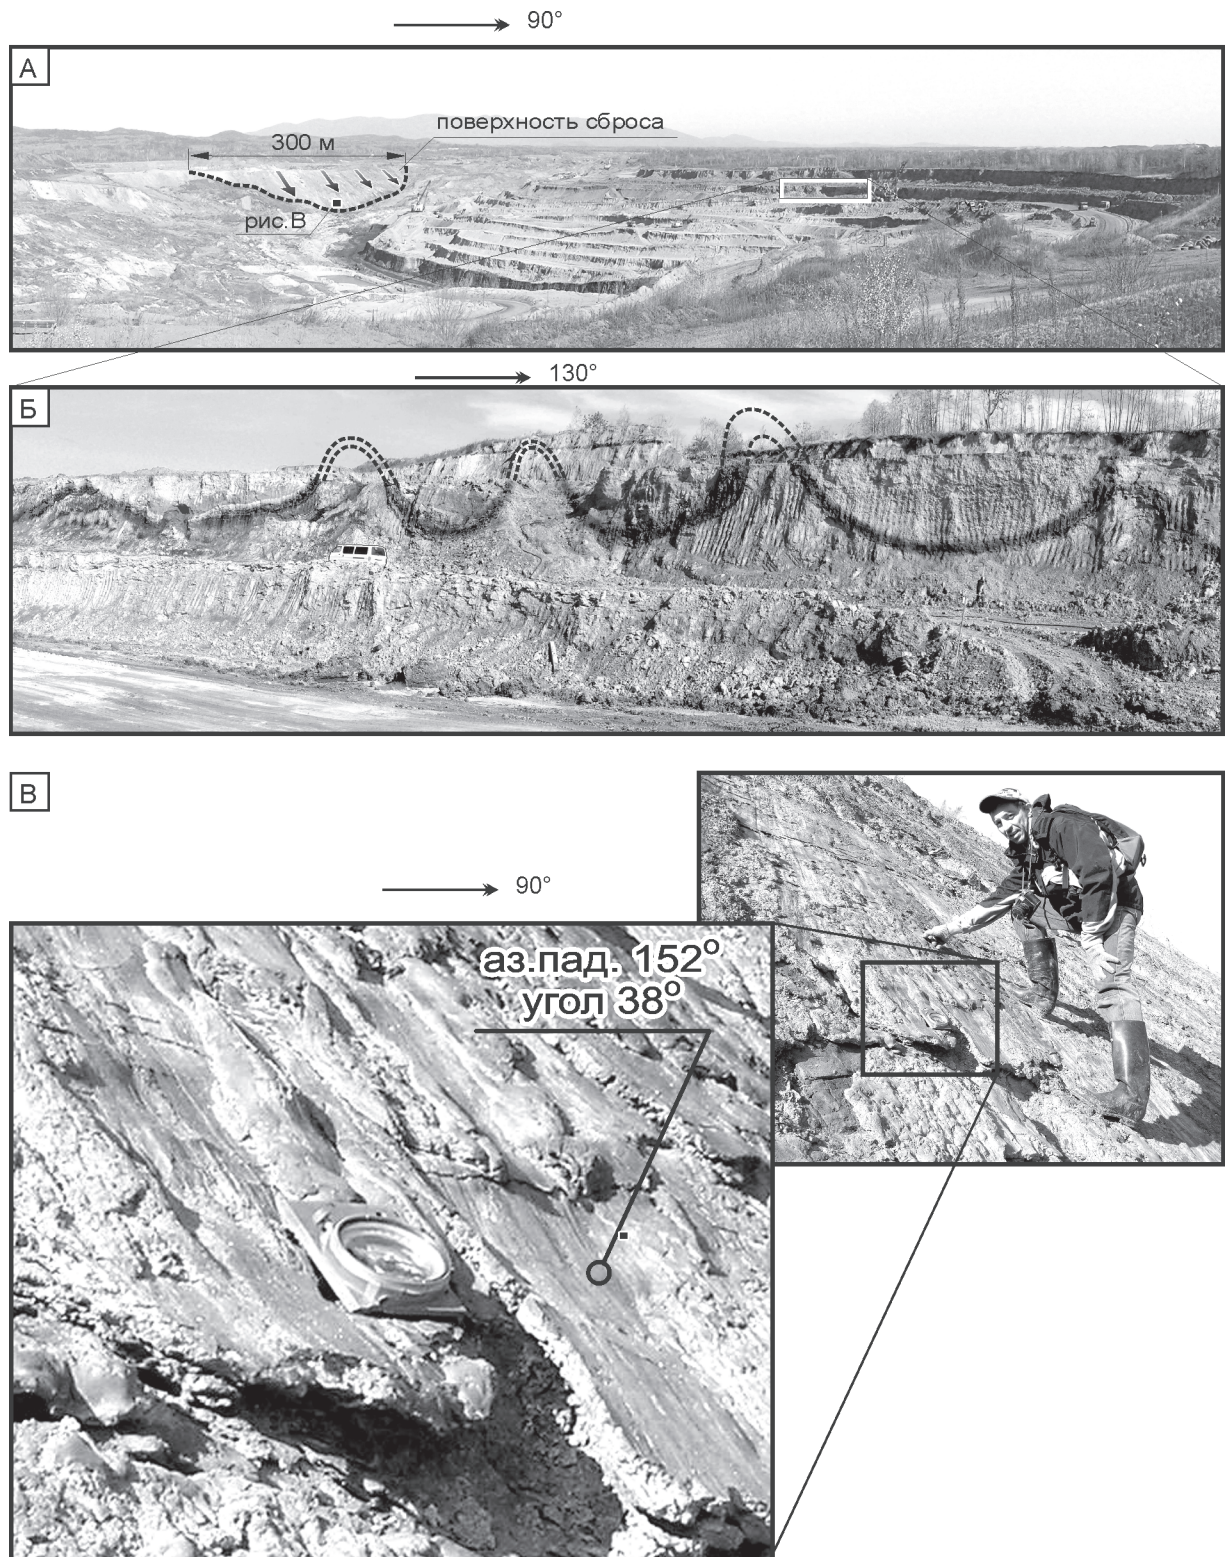 90°
А
поверхность сброса
300 м
рис.В
130°
Б
В
90°
аз.пад. 152°
угол 38°